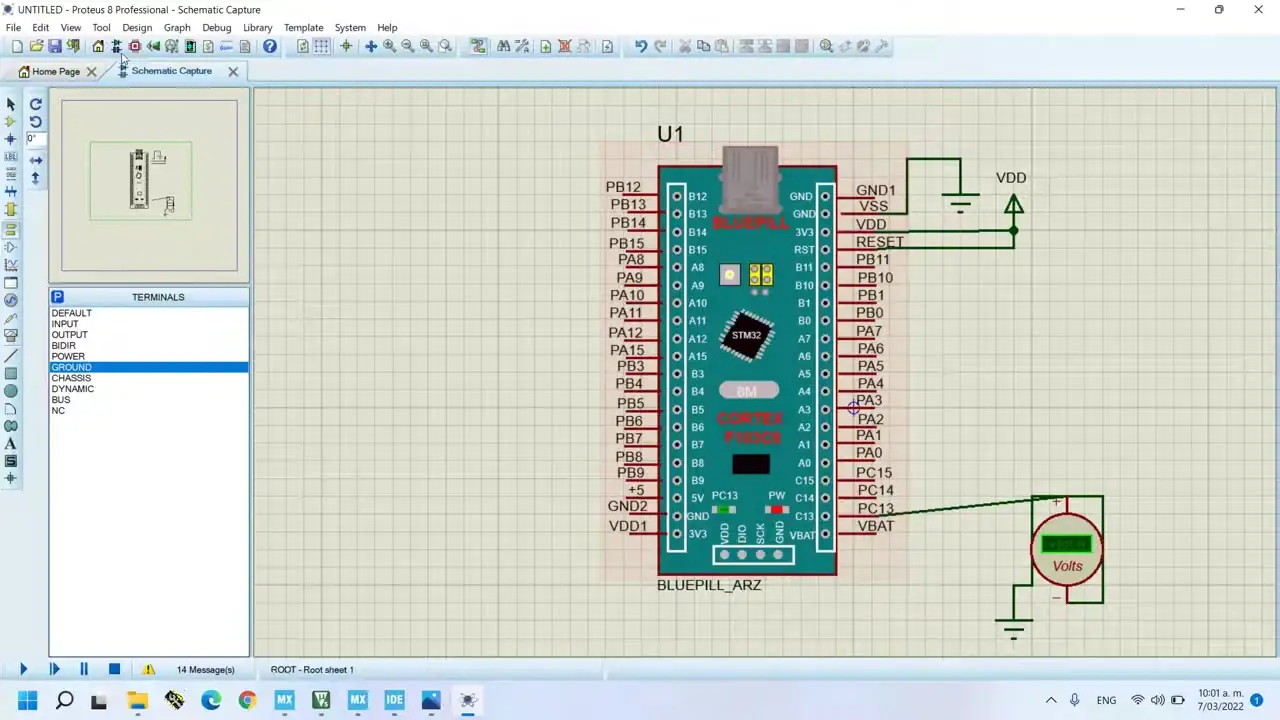 UNTITLED - Proteus 8 Professional - Schematic Capture
File Edit View Tool Design Graph Debug Library Template System Help
Home Page
Schematic Capture
0°
LBL
P
TERMINALS
DEFAULT
INPUT
OUTPUT
BIDIR
POWER
GROUND
CHASSIS
DYNAMIC
BUS
NC
A
U1
PB12
PB13
PB14
PB15
PA8
PA9
PA10
PA11
PA12
PA15
PB3
PB4
PB5
PB6
PB7
PB8
PB9
+5
GND2
VDD1
B12
B13
B14
B15
A8
A9
A10
A11
A12
A15
B3
B4
B5
B6
B7
B8
B9
5V
GND
3V3
BLUEPILL
STM32
8M
CORTEX
F103C8
PC13
PW
VDD
DIO
SCK
GND
GND
GND
3V3
RST
B11
B10
B1
B0
A7
A6
A5
A4
A3
A2
A1
A0
C15
C14
C13
VBAT
GND1
VSS
VDD
RESET
PB11
PB10
PB1
PB0
PA7
PA6
PA5
PA4
PA3
PA2
PA1
PA0
PC15
PC14
PC13
VBAT
BLUEPILL_ARZ
VDD
+
Volts
−
14 Message(s)
ROOT - Root sheet 1
MX
MX
IDE
ENG
10:01 a. m.
7/03/2022
1